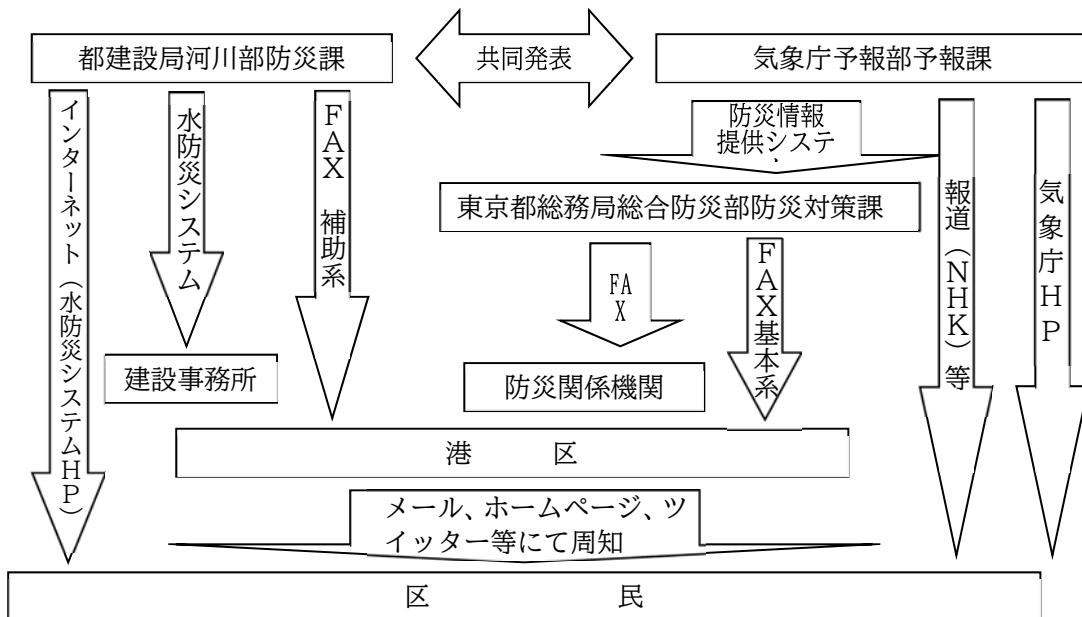 都建設局河川部防災課
共同発表
気象庁予報部予報課
インターネット（水防災システムHP）
水防災システム
FAX 補助系
防災情報
提供システ
東京都総務局総合防災部防災対策課
報道（NHK）等
気象庁HP
FA
X
FAX基本系
建設事務所
防災関係機関
港 区
メール、ホームページ、ツ
イッター等にて周知
区 民